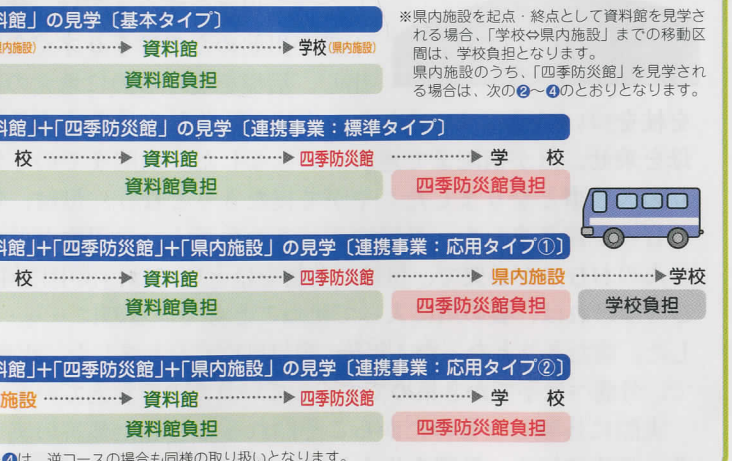 料館」の見学〔基本タイプ〕
県内施設) ▶ 資料館 ▶ 学校(県内施設)
資料館負担
※県内施設を起点・終点として資料館を見学さ
れる場合、「学校⇔県内施設」までの移動区
間は、学校負担となります。
県内施設のうち、「四季防災館」を見学され
る場合は、次の❷〜❹のとおりとなります。
料館」+「四季防災館」の見学〔連携事業:標準タイプ〕
校 ▶ 資料館 ▶ 四季防災館 ▶ 学 校
資料館負担 四季防災館負担
料館」+「四季防災館」+「県内施設」の見学〔連携事業:応用タイプ①〕
校 ▶ 資料館 ▶ 四季防災館 ▶ 県内施設 ▶ 学校
資料館負担 四季防災館負担 学校負担
料館」+「四季防災館」+「県内施設」の見学〔連携事業:応用タイプ②〕
施設 ▶ 資料館 ▶ 四季防災館 ▶ 学 校
資料館負担 四季防災館負担
❹は、逆コースの場合も同様の取り扱いとなります。